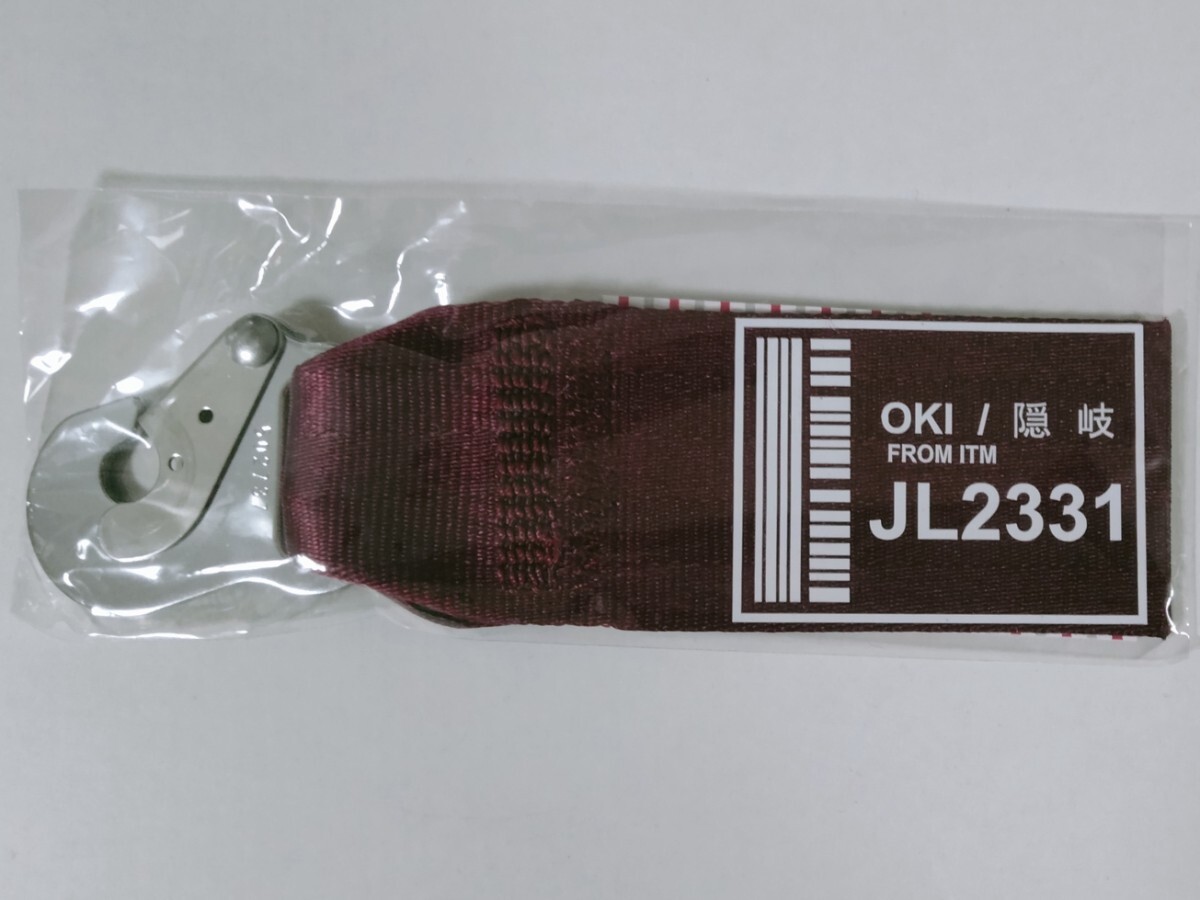 OKI / 隠 岐
FROM ITM
JL2331